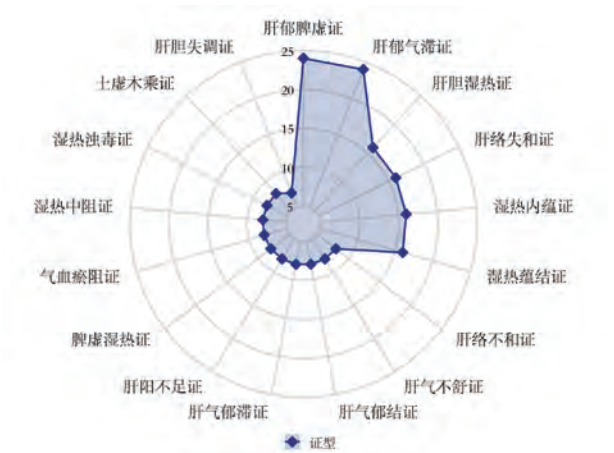 肝郁脾虚证
肝郁气滞证
肝胆湿热证
肝络失和证
湿热内蕴证
湿热蕴结证
肝络不和证
肝气不舒证
肝气郁结证
肝气郁滞证
肝阳不足证
脾虚湿热证
气血瘀阻证
湿热中阻证
湿热浊毒证
土虚木乘证
肝胆失调证
25
20
15
10
5
证型